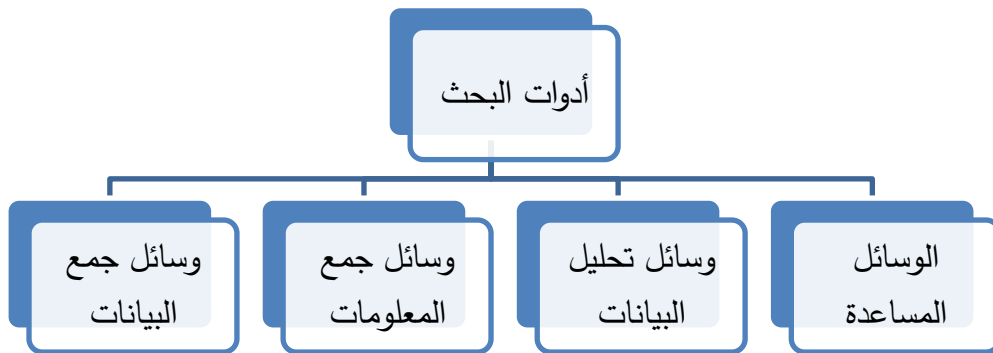 أدوات البحث
الوسائل
المساعدة
وسائل تحليل
البيانات
وسائل جمع
المعلومات
وسائل جمع
البيانات